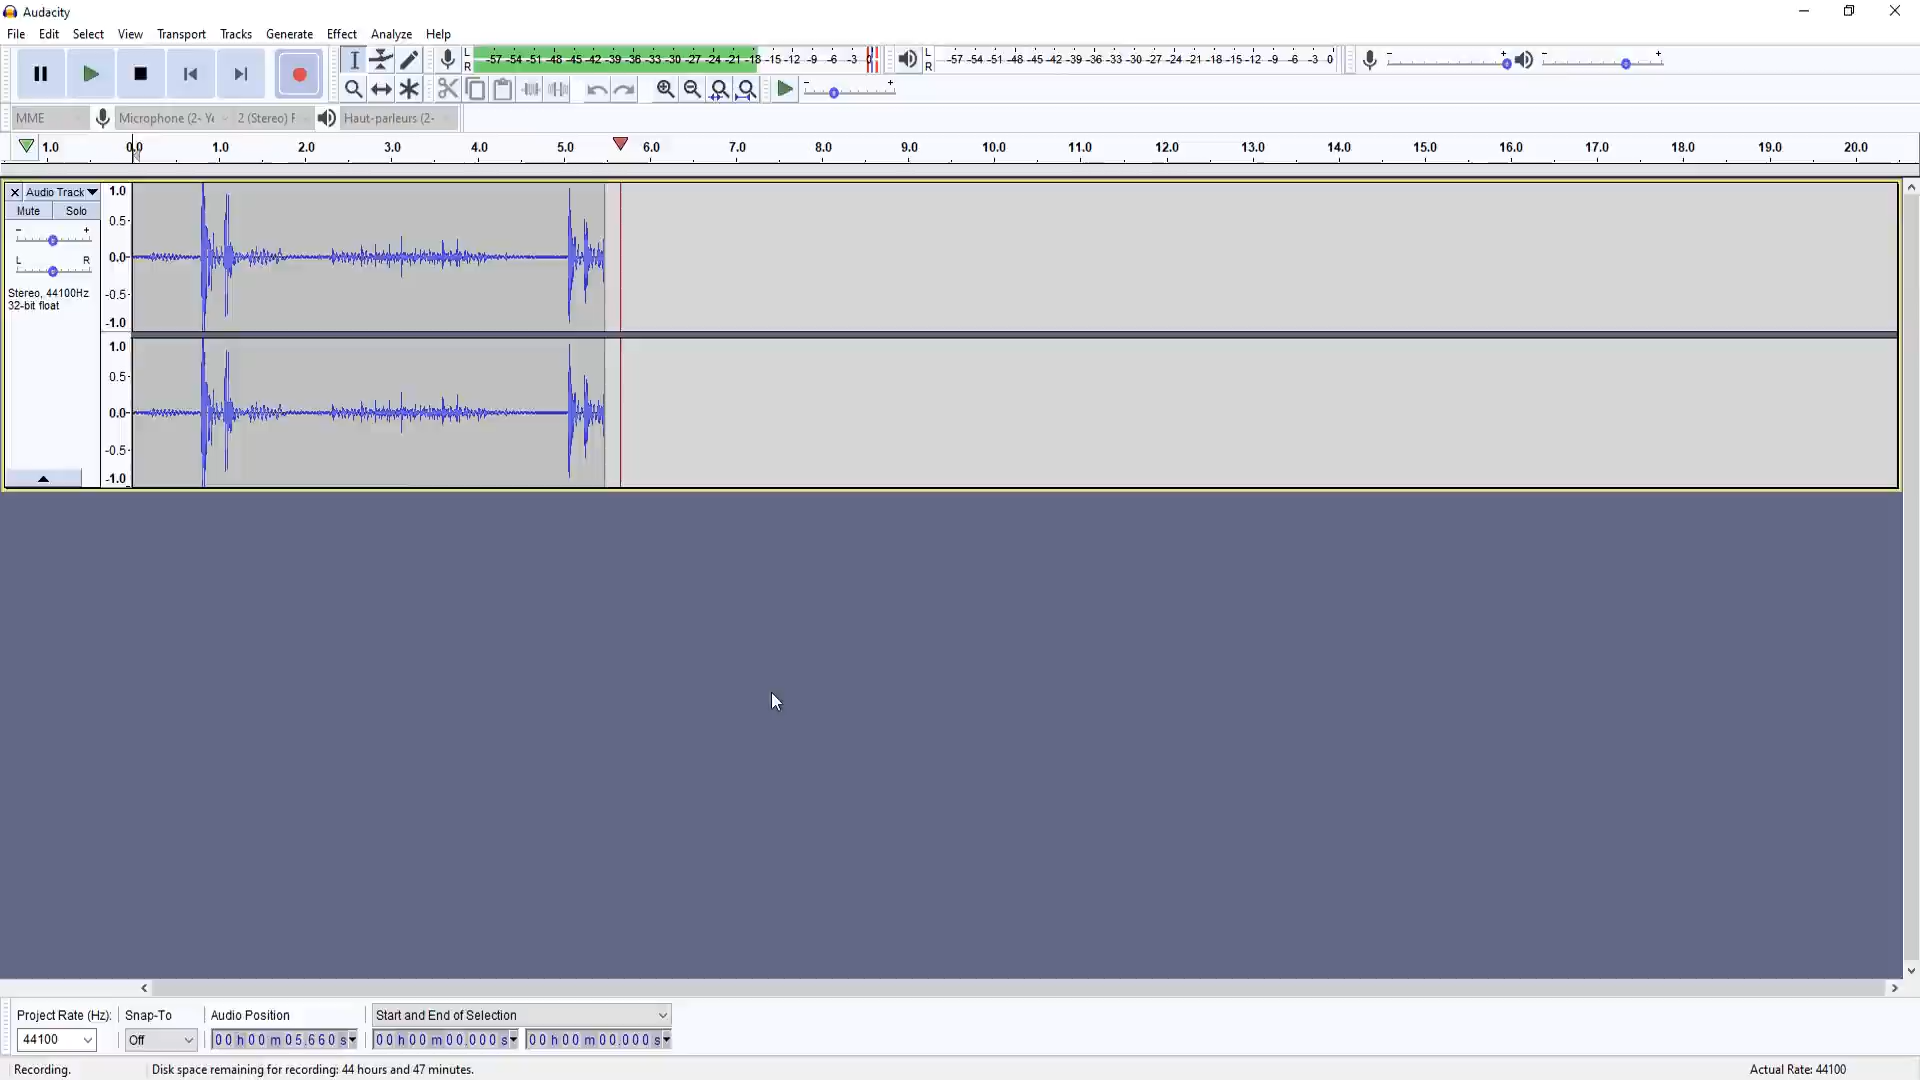 Audacity
File Edit Select View Transport Tracks Generate Effect Analyze Help
L R -57 -54 -51 -48 -45 -42 -39 -36 -33 -30 -27 -24 -21 -18 -15 -12 -9 -6 -3 0
L R -57 -54 -51 -48 -45 -42 -39 -36 -33 -30 -27 -24 -21 -18 -15 -12 -9 -6 -3 0
- + - +
- +
MME Microphone (2- 2 (Stereo) Haut-parleurs (2-
1.0 0.0 1.0 2.0 3.0 4.0 5.0 6.0 7.0 8.0 9.0 10.0 11.0 12.0 13.0 14.0 15.0 16.0 17.0 18.0 19.0 20.0
Audio Track
Mute Solo
- +
L R
Stereo, 44100Hz
32-bit float
1.0
0.5
0.0
-0.5
-1.0
1.0
0.5
0.0
-0.5
-1.0
Project Rate (Hz): Snap-To Audio Position Start and End of Selection
44100 Off 00 h 00 m 05.660 s 00 h 00 m 00.000 s 00 h 00 m 00.000 s
Recording. Disk space remaining for recording: 44 hours and 47 minutes. Actual Rate: 44100